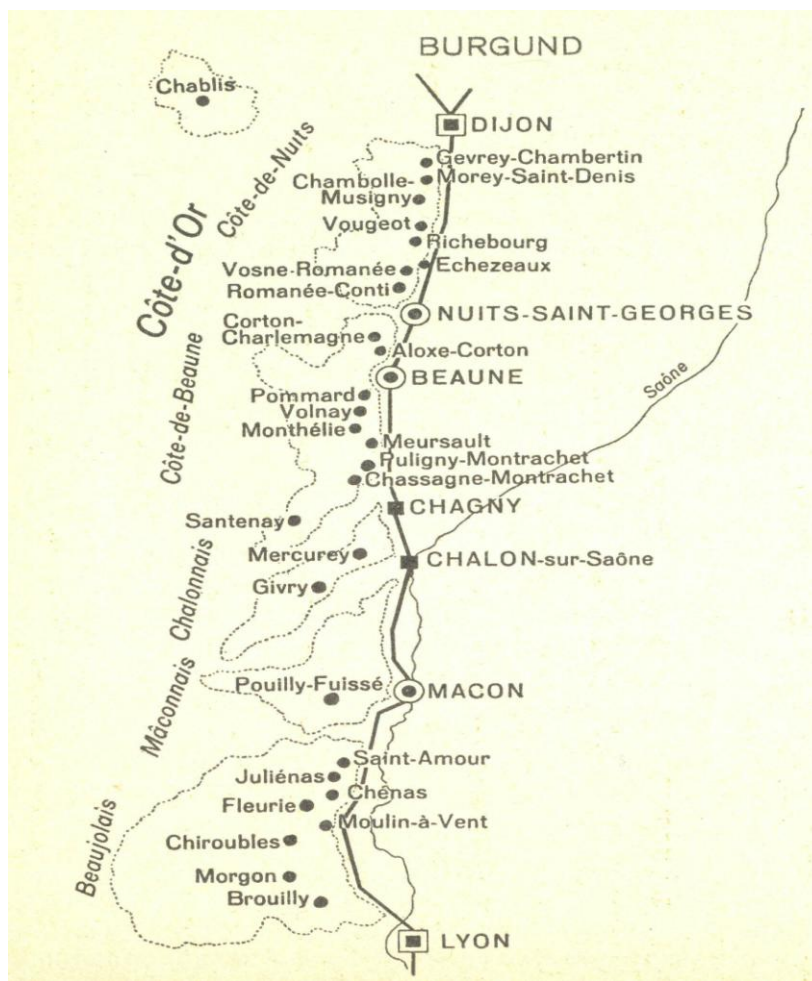 BURGUND
Chablis
DIJON
Côte-de-Nuits
Gevrey-Chambertin
Morey-Saint-Denis
Chambolle-
Musigny
Vougeot
Richebourg
Côte-d'Or
Vosne-Romanée
Echezeaux
Romanée-Conti
NUITS-SAINT-GEORGES
Corton-
Charlemagne
Aloxe-Corton
BEAUNE
Saône
Côte-de-Beaune
Pommard
Volnay
Monthélie
Meursault
Puligny-Montrachet
Chassagne-Montrachet
CHAGNY
Santenay
Mercurey
CHALON-sur-Saône
Givry
Chalonnais
Mâconnais
Pouilly-Fuissé
MACON
Saint-Amour
Juliénas
Chênas
Fleurie
Moulin-à-Vent
Chiroubles
Beaujolais
Morgon
Brouilly
LYON